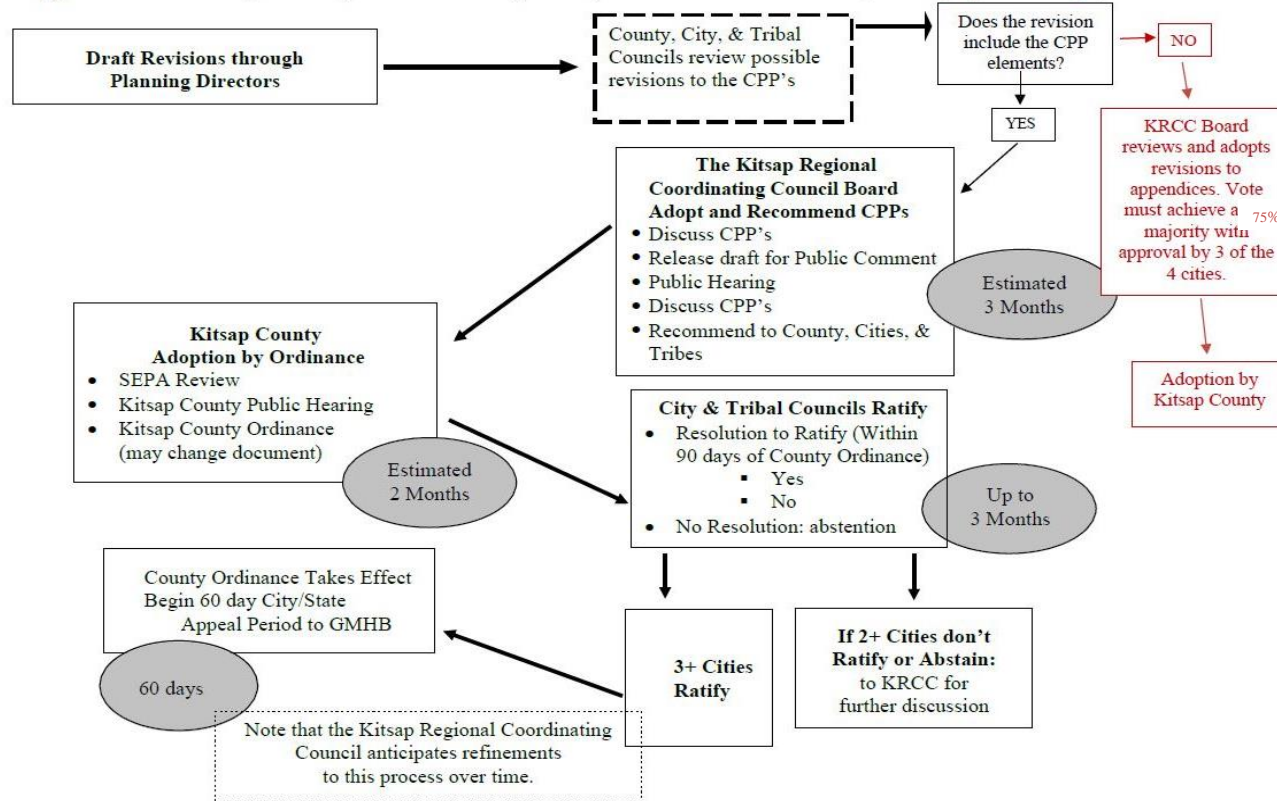 Draft Revisions through
Planning Directors
County, City, & Tribal
Councils review possible
revisions to the CPP's
Does the revision
include the CPP
elements?
NO
YES
KRCC Board
reviews and adopts
revisions to
appendices. Vote
must achieve a 75%
majority with
approval by 3 of the
4 cities.
Adoption by
Kitsap County
The Kitsap Regional
Coordinating Council Board
Adopt and Recommend CPPs
• Discuss CPP's
• Release draft for Public Comment
• Public Hearing
• Discuss CPP's
• Recommend to County, Cities, &
Tribes
Estimated
3 Months
Kitsap County
Adoption by Ordinance
• SEPA Review
• Kitsap County Public Hearing
• Kitsap County Ordinance
(may change document)
Estimated
2 Months
City & Tribal Councils Ratify
• Resolution to Ratify (Within
90 days of County Ordinance)
▪ Yes
▪ No
• No Resolution: abstention
Up to
3 Months
County Ordinance Takes Effect
Begin 60 day City/State
Appeal Period to GMHB
60 days
3+ Cities
Ratify
If 2+ Cities don't
Ratify or Abstain:
to KRCC for
further discussion
Note that the Kitsap Regional Coordinating
Council anticipates refinements
to this process over time.